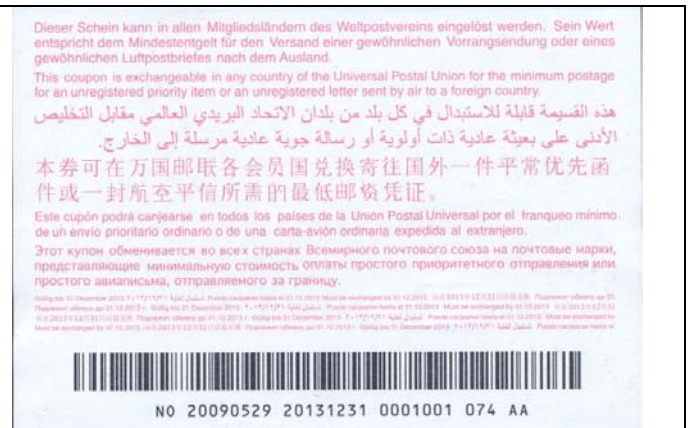 Dieser Schein kann in allen Mitgliedsländern des Weltpostvereins eingelöst werden. Sein Wert
entspricht dem Mindestentgelt für den Versand einer gewöhnlichen Vorrangsendung oder eines
gewöhnlichen Luftpostbriefes nach dem Ausland.
This coupon is exchangeable in any country of the Universal Postal Union for the minimum postage
for an unregistered priority item or an unregistered letter sent by air to a foreign country.
هذه القسيمة قابلة للاستبدال في كل بلد من بلدان الاتحاد البريدي العالمي مقابل التخليص
الأدنى على بعيثة عادية ذات أولوية أو رسالة جوية عادية مرسلة إلى الخارج.
本券可在万国邮联各会员国兑换寄往国外一件平常优先函
件或一封航空平信所需的最低邮资凭证。
Este cupón podrá canjearse en todos los países de la Unión Postal Universal por el franqueo mínimo
de un envío prioritario ordinario o de una carta-avión ordinaria expedida al extranjero.
Этот купон обменивается во всех странах Всемирного почтового союза на почтовые марки,
представляющие минимальную стоимость оплаты простого приоритетного отправления или
простого авиаписьма, отправляемого за границу.
NO 20090529 20131231 0001001 074 AA